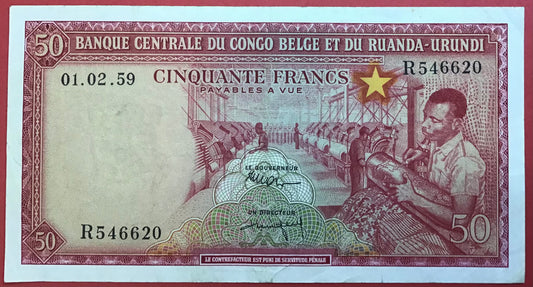 50 BANQUE CENTRALE DU CONGO BELGE ET DU RUANDA-URUNDI 50
01.02.59 CINQUANTE FRANCS R546620
PAYABLES A VUE
LE GOUVERNEUR
UN DIRECTEUR
R546620
50 50
LE CONTREFACTEUR EST PUNI DE SERVITUDE PÉNALE